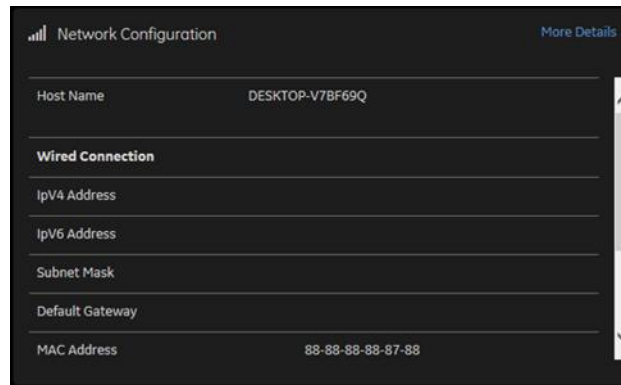 Network Configuration More Details
Host Name DESKTOP-V7BF69Q
Wired Connection
IpV4 Address
IpV6 Address
Subnet Mask
Default Gateway
MAC Address 88-88-88-88-87-88